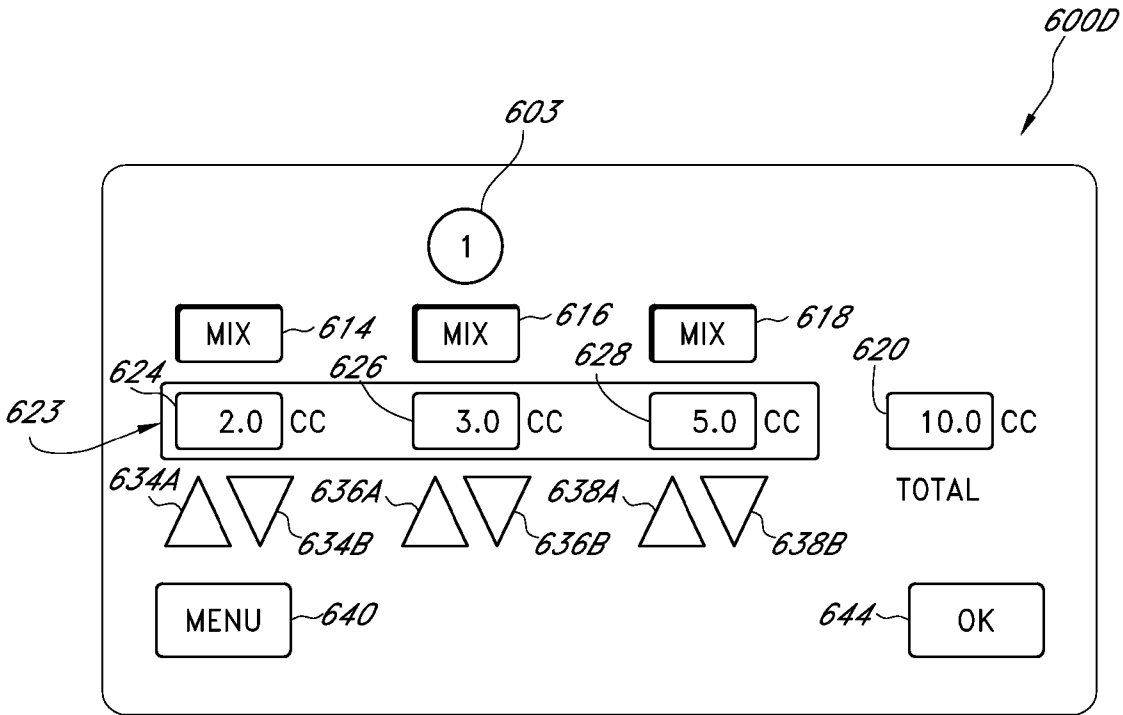 600D
603
1
MIX 614 MIX 616 MIX 618
624 626 628 620
623 2.0 CC 3.0 CC 5.0 CC 10.0 CC
634A 634B 636A 636B 638A 638B TOTAL
MENU 640 644 OK